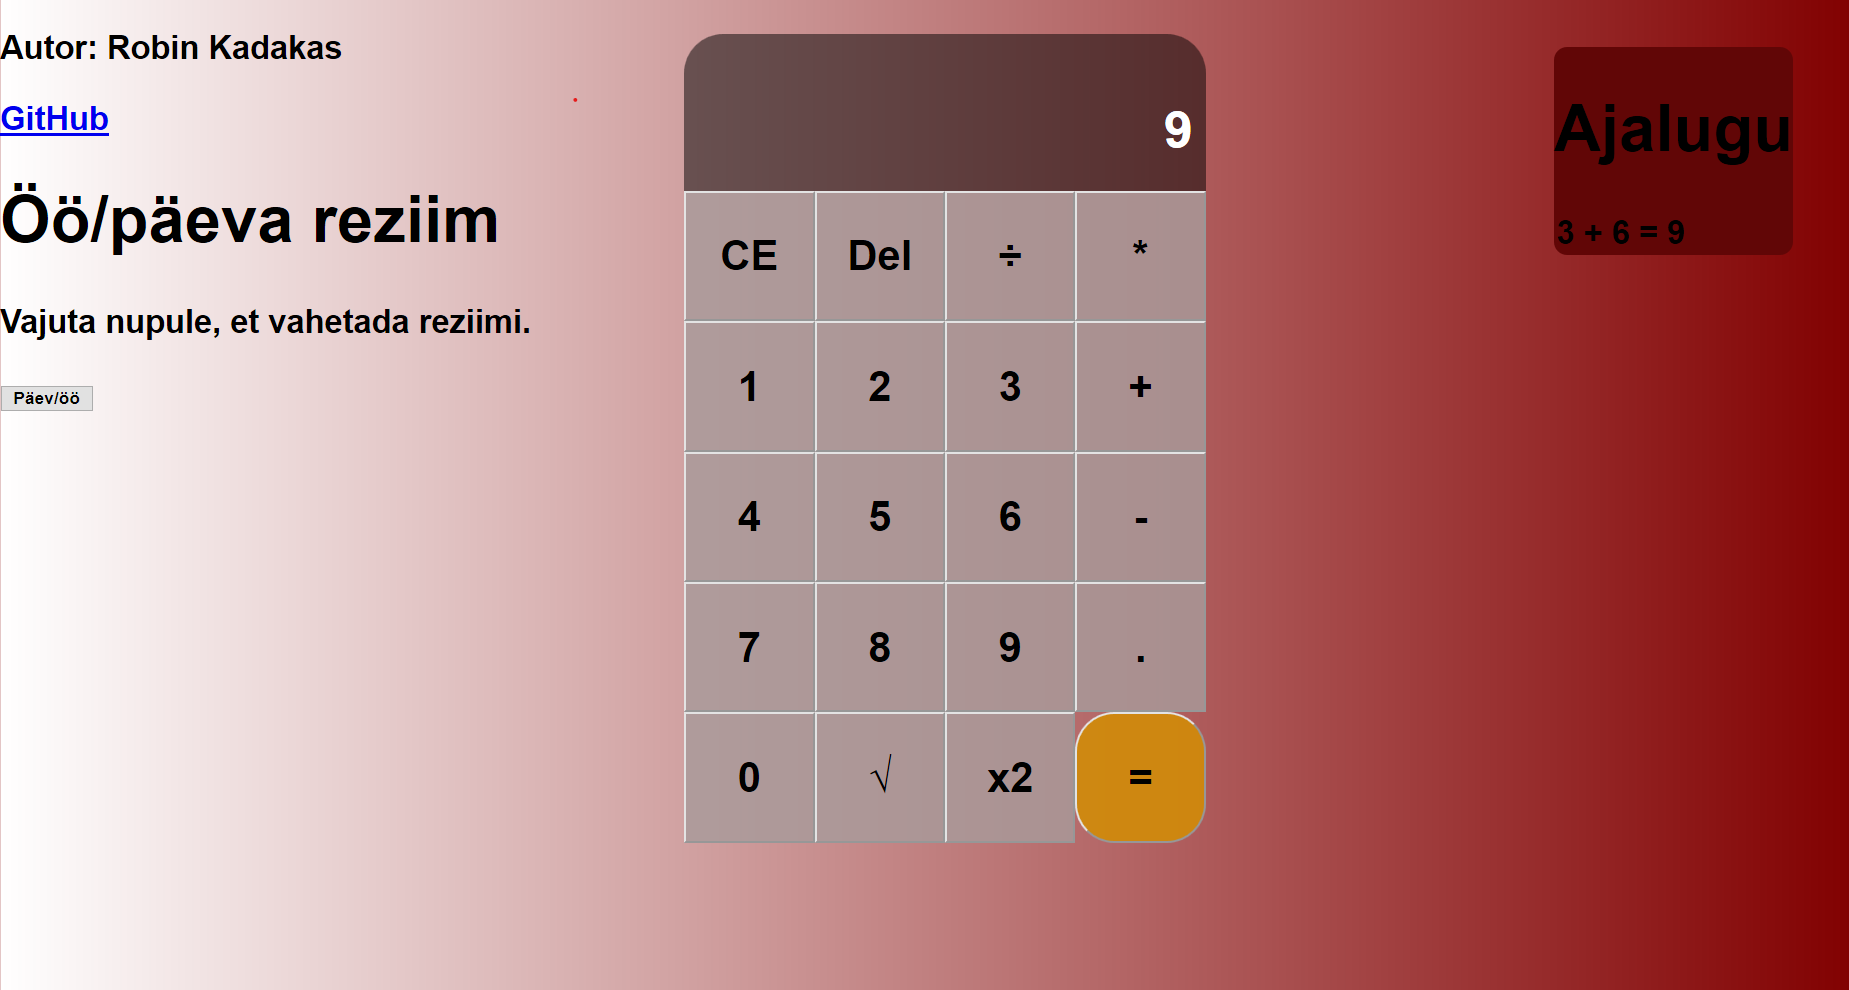 Autor: Robin Kadakas
GitHub
Öö/päeva reziim
Vajuta nupule, et vahetada reziimi.
Päev/öö
9
CE Del ÷ *
1 2 3 +
4 5 6 -
7 8 9 .
0 √ x2 =
Ajalugu
3 + 6 = 9